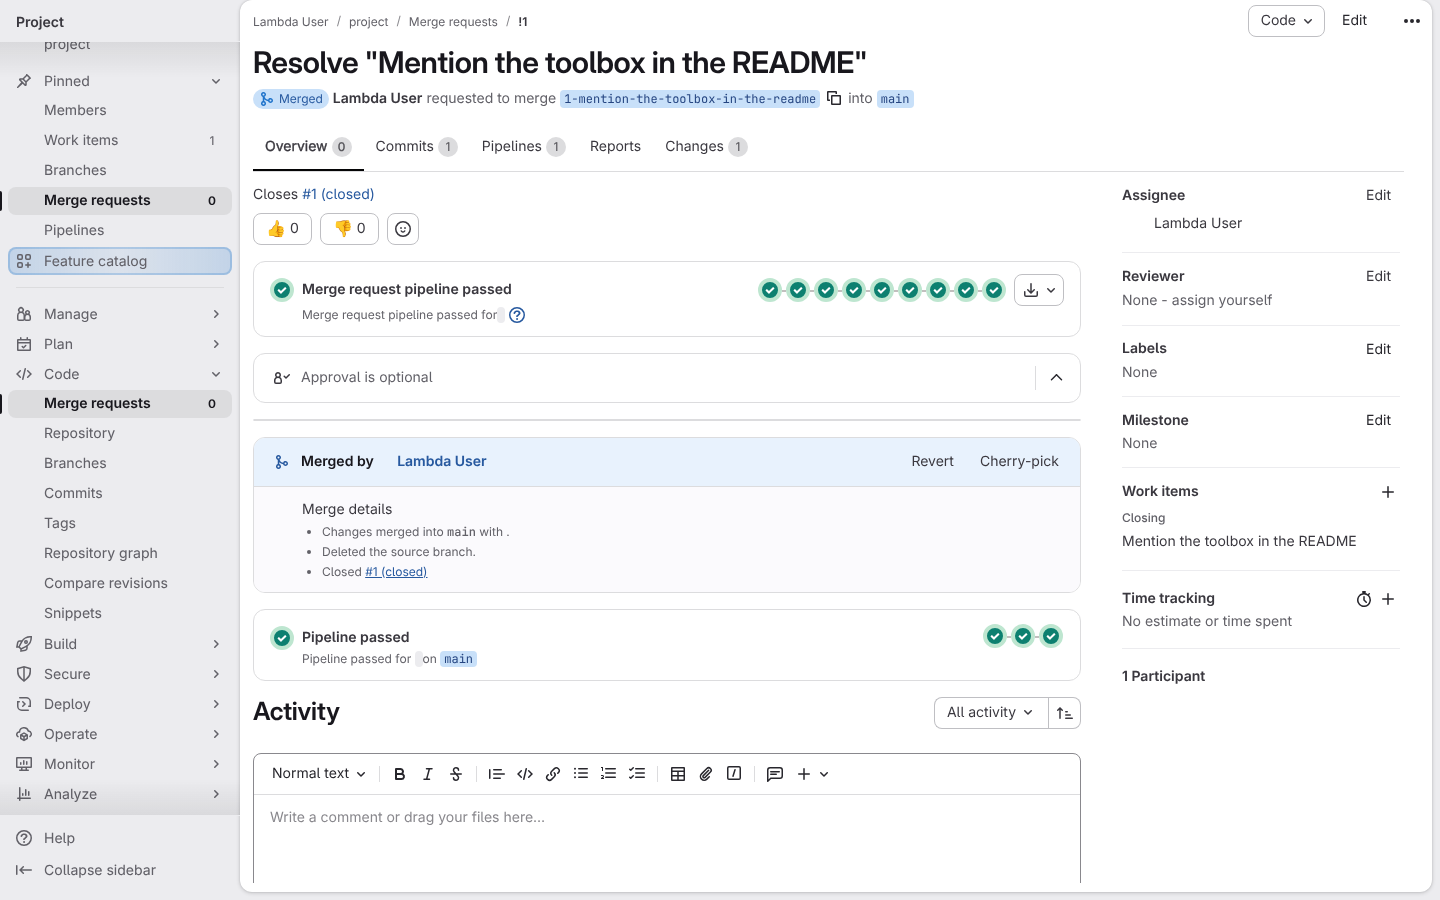 Project
project
Pinned
Members
Work items 1
Branches
Merge requests 0
Pipelines
Feature catalog
Manage
Plan
Code
Merge requests 0
Repository
Branches
Commits
Tags
Repository graph
Compare revisions
Snippets
Build
Secure
Deploy
Operate
Monitor
Analyze
Help
Collapse sidebar
Lambda User / project / Merge requests / !1
Code Edit
Resolve "Mention the toolbox in the README"
Merged Lambda User requested to merge 1-mention-the-toolbox-in-the-readme into main
Overview 0 Commits 1 Pipelines 1 Reports Changes 1
Closes #1 (closed)
👍 0 👎 0
Merge request pipeline passed
Merge request pipeline passed for
Approval is optional
Merged by Lambda User Revert Cherry-pick
Merge details
• Changes merged into main with .
• Deleted the source branch.
• Closed #1 (closed)
Pipeline passed
Pipeline passed for on main
Activity
All activity
Normal text
Write a comment or drag your files here...
Assignee Edit
Lambda User
Reviewer Edit
None - assign yourself
Labels Edit
None
Milestone Edit
None
Work items
Closing
Mention the toolbox in the README
Time tracking
No estimate or time spent
1 Participant